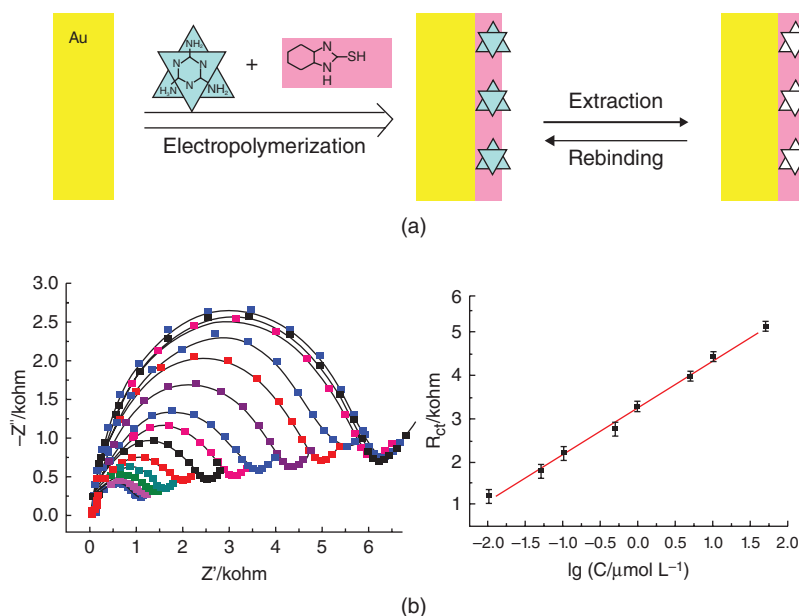 Au
NH₂
N
N
N
H₂N
NH₂
+
N
SH
N
H
Electropolymerization
Extraction
Rebinding
(a)
3.0
2.5
2.0
1.5
1.0
0.5
0.0
–Z″/kohm
0 1 2 3 4 5 6
Z'/kohm
6
5
4
3
2
1
R_ct/kohm
–2.0 –1.5 –1.0 –0.5 0.0 0.5 1.0 1.5 2.0
lg (C/μmol L⁻¹)
(b)